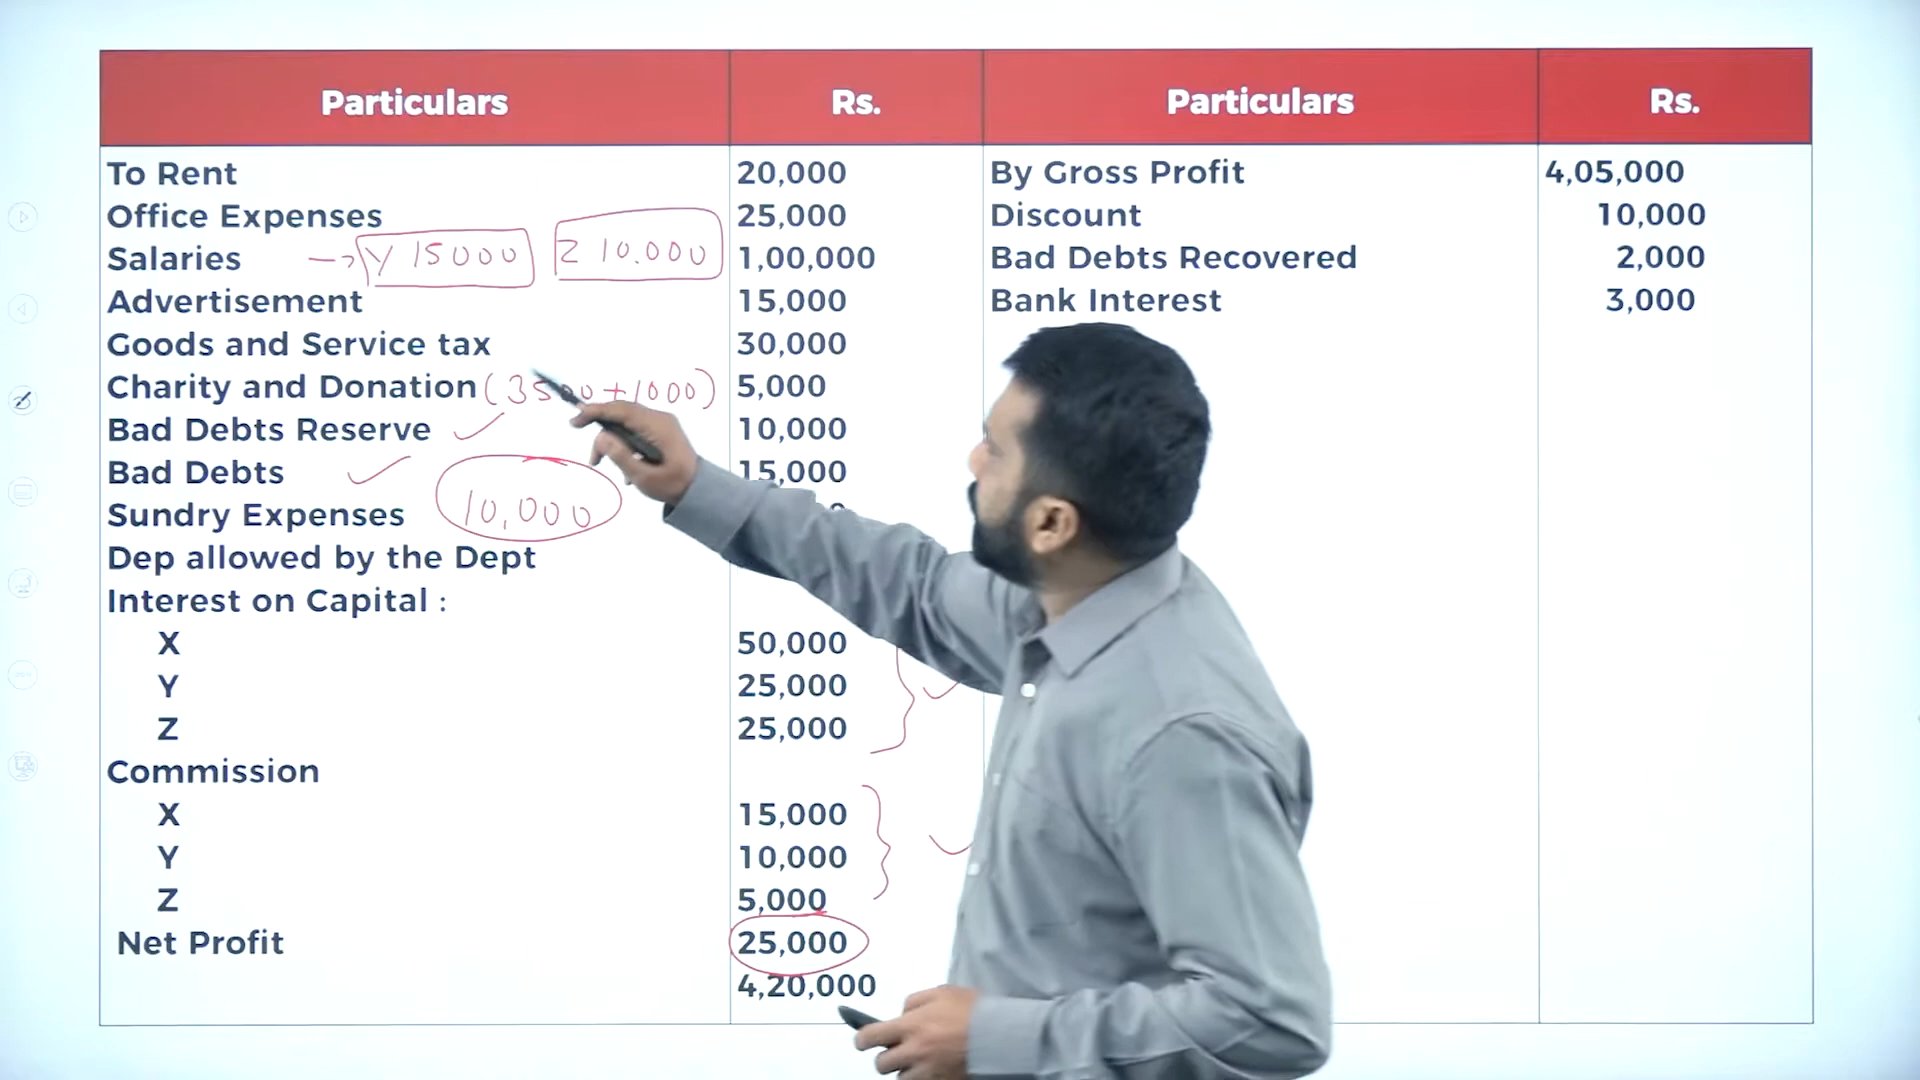 Particulars Rs. Particulars Rs.
To Rent 20,000 By Gross Profit 4,05,000
Office Expenses 25,000 Discount 10,000
Salaries → Y 15000 Z 10.000 1,00,000 Bad Debts Recovered 2,000
Advertisement 15,000 Bank Interest 3,000
Goods and Service tax 30,000
Charity and Donation (3500+1000) 5,000
Bad Debts Reserve 10,000
Bad Debts 15,000
Sundry Expenses 10,000
Dep allowed by the Dept
Interest on Capital :
X 50,000
Y 25,000
Z 25,000
Commission
X 15,000
Y 10,000
Z 5,000
Net Profit 25,000
4,20,000